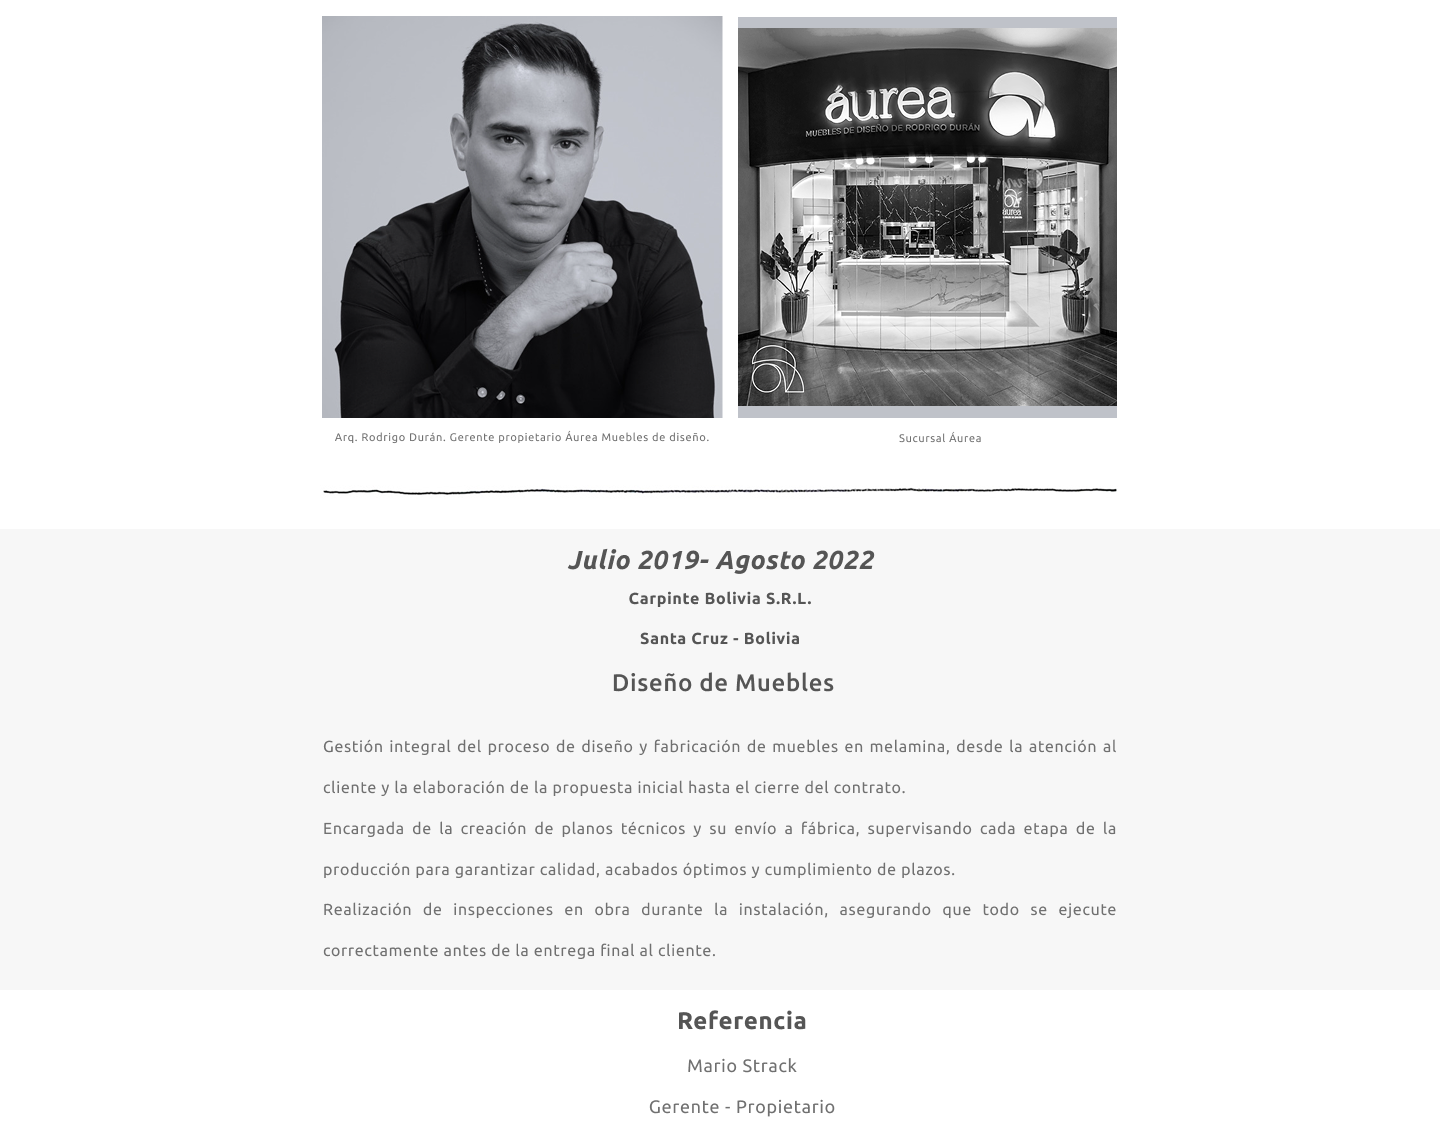 áurea
MUEBLES DE DISEÑO DE RODRIGO DURÁN
áurea
Arq. Rodrigo Durán. Gerente propietario Áurea Muebles de diseño.
Sucursal Áurea
Julio 2019- Agosto 2022
Carpinte Bolivia S.R.L.
Santa Cruz - Bolivia
Diseño de Muebles
Gestión integral del proceso de diseño y fabricación de muebles en melamina, desde la atención al
cliente y la elaboración de la propuesta inicial hasta el cierre del contrato.
Encargada de la creación de planos técnicos y su envío a fábrica, supervisando cada etapa de la
producción para garantizar calidad, acabados óptimos y cumplimiento de plazos.
Realización de inspecciones en obra durante la instalación, asegurando que todo se ejecute
correctamente antes de la entrega final al cliente.
Referencia
Mario Strack
Gerente - Propietario